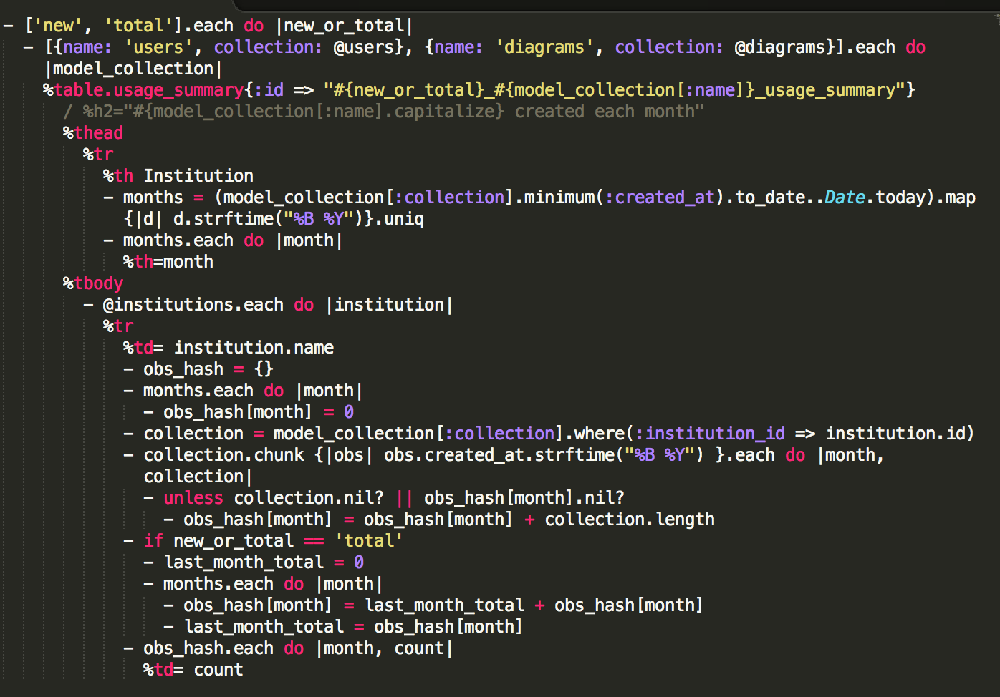 - ['new', 'total'].each do |new_or_total|
- [{name: 'users', collection: @users}, {name: 'diagrams', collection: @diagrams}].each do
|model_collection|
%table.usage_summary{:id => "#{new_or_total}_#{model_collection[:name]}_usage_summary"}
/ %h2="#{model_collection[:name].capitalize} created each month"
%thead
%tr
%th Institution
- months = (model_collection[:collection].minimum(:created_at).to_date..Date.today).map
{|d| d.strftime("%B %Y")}.uniq
- months.each do |month|
%th=month
%tbody
- @institutions.each do |institution|
%tr
%td= institution.name
- obs_hash = {}
- months.each do |month|
- obs_hash[month] = 0
- collection = model_collection[:collection].where(:institution_id => institution.id)
- collection.chunk {|obs| obs.created_at.strftime("%B %Y") }.each do |month,
collection|
- unless collection.nil? || obs_hash[month].nil?
- obs_hash[month] = obs_hash[month] + collection.length
- if new_or_total == 'total'
- last_month_total = 0
- months.each do |month|
- obs_hash[month] = last_month_total + obs_hash[month]
- last_month_total = obs_hash[month]
- obs_hash.each do |month, count|
%td= count